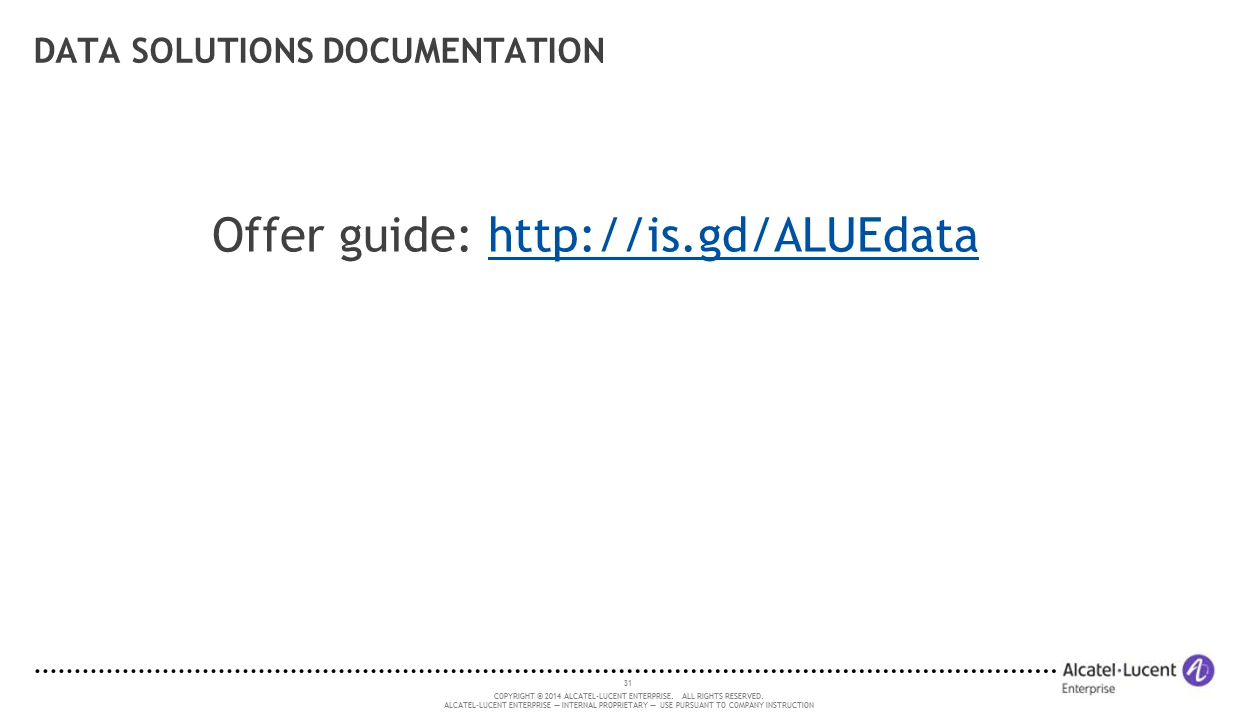 DATA SOLUTIONS DOCUMENTATION
Offer guide: http://is.gd/ALUEdata
31
COPYRIGHT © 2014 ALCATEL-LUCENT ENTERPRISE. ALL RIGHTS RESERVED.
ALCATEL-LUCENT ENTERPRISE — INTERNAL PROPRIETARY — USE PURSUANT TO COMPANY INSTRUCTION
Alcatel·Lucent
Enterprise